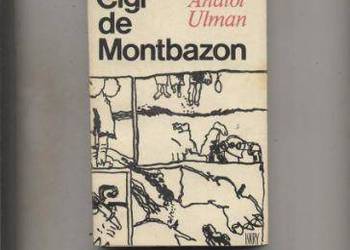 Cigi
Anatol
de
Ulman
Montbazon